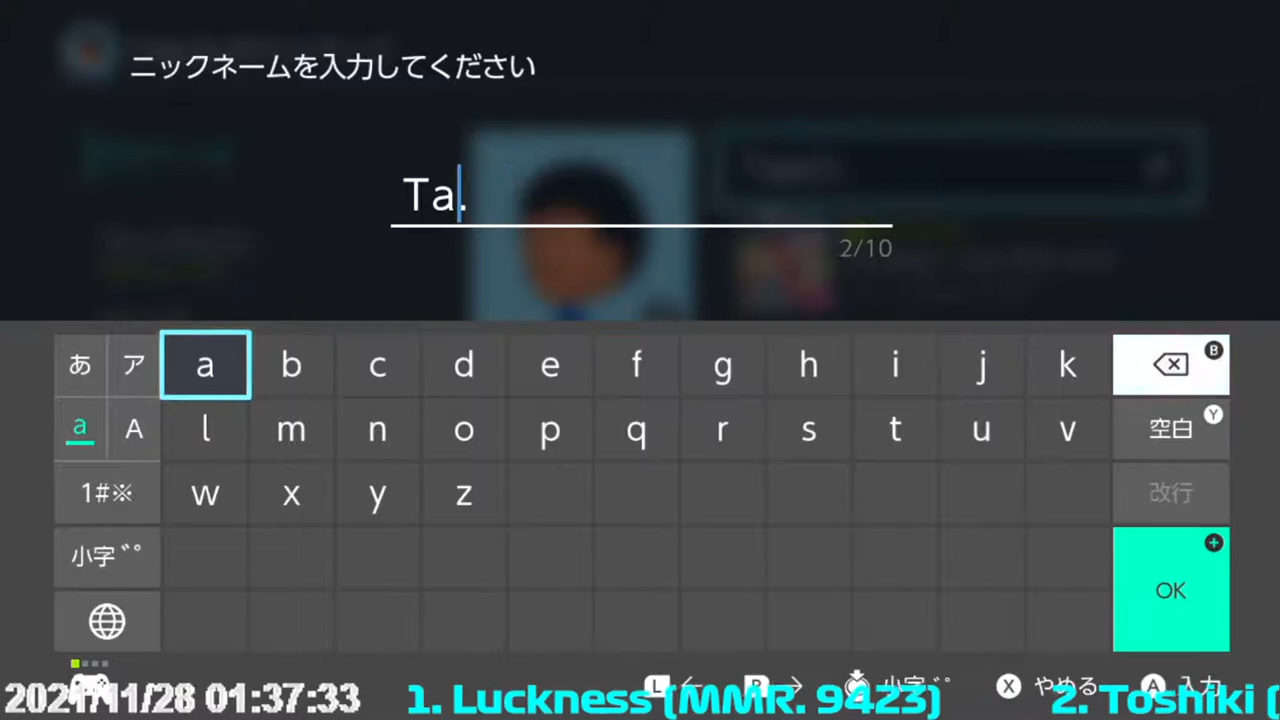 ニックネームを入力してください
Ta.
2/10
あ ア a b c d e f g h i j k B
a A l m n o p q r s t u v 空白 Y
1#※ w x y z 改行
小字゛゜ +
OK
L ← R → 小字゛゜ X やめる A 入力
2021/11/28 01:37:33 1. Luckness (MMR. 9423) 2. Toshiki (